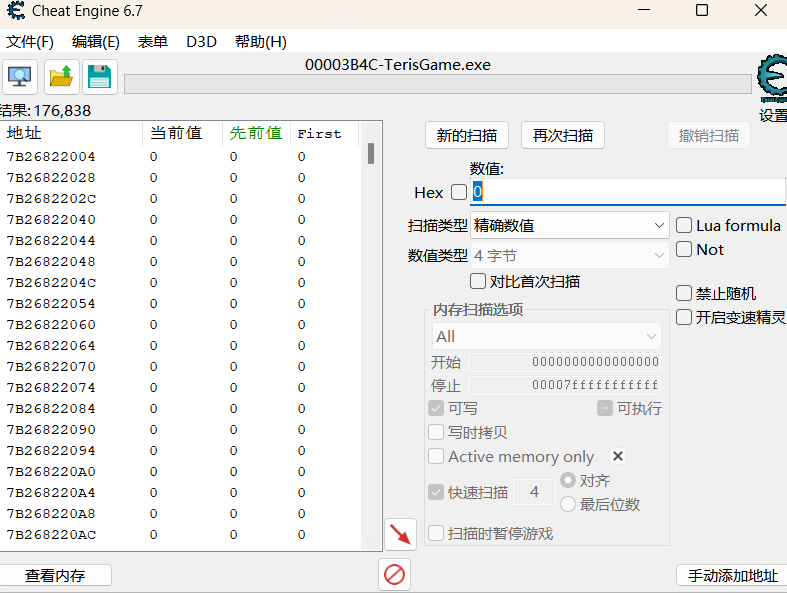 Cheat Engine 6.7
文件(F) 编辑(E) 表单 D3D 帮助(H)
00003B4C-TerisGame.exe
结果: 176,838
设置
地址 当前值 先前值 First
7B26822004 0 0 0
7B26822028 0 0 0
7B2682202C 0 0 0
7B26822040 0 0 0
7B26822044 0 0 0
7B26822048 0 0 0
7B2682204C 0 0 0
7B26822054 0 0 0
7B26822060 0 0 0
7B26822064 0 0 0
7B26822070 0 0 0
7B26822074 0 0 0
7B26822084 0 0 0
7B26822090 0 0 0
7B26822094 0 0 0
7B268220A0 0 0 0
7B268220A4 0 0 0
7B268220A8 0 0 0
7B268220AC 0 0 0
新的扫描 再次扫描 撤销扫描
数值:
Hex 0
扫描类型 精确数值 Lua formula
数值类型 4 字节 Not
对比首次扫描
内存扫描选项 禁止随机
All 开启变速精灵
开始 0000000000000000
停止 00007fffffffffff
可写 可执行
写时拷贝
Active memory only
快速扫描 4 对齐
最后位数
扫描时暂停游戏
查看内存 手动添加地址